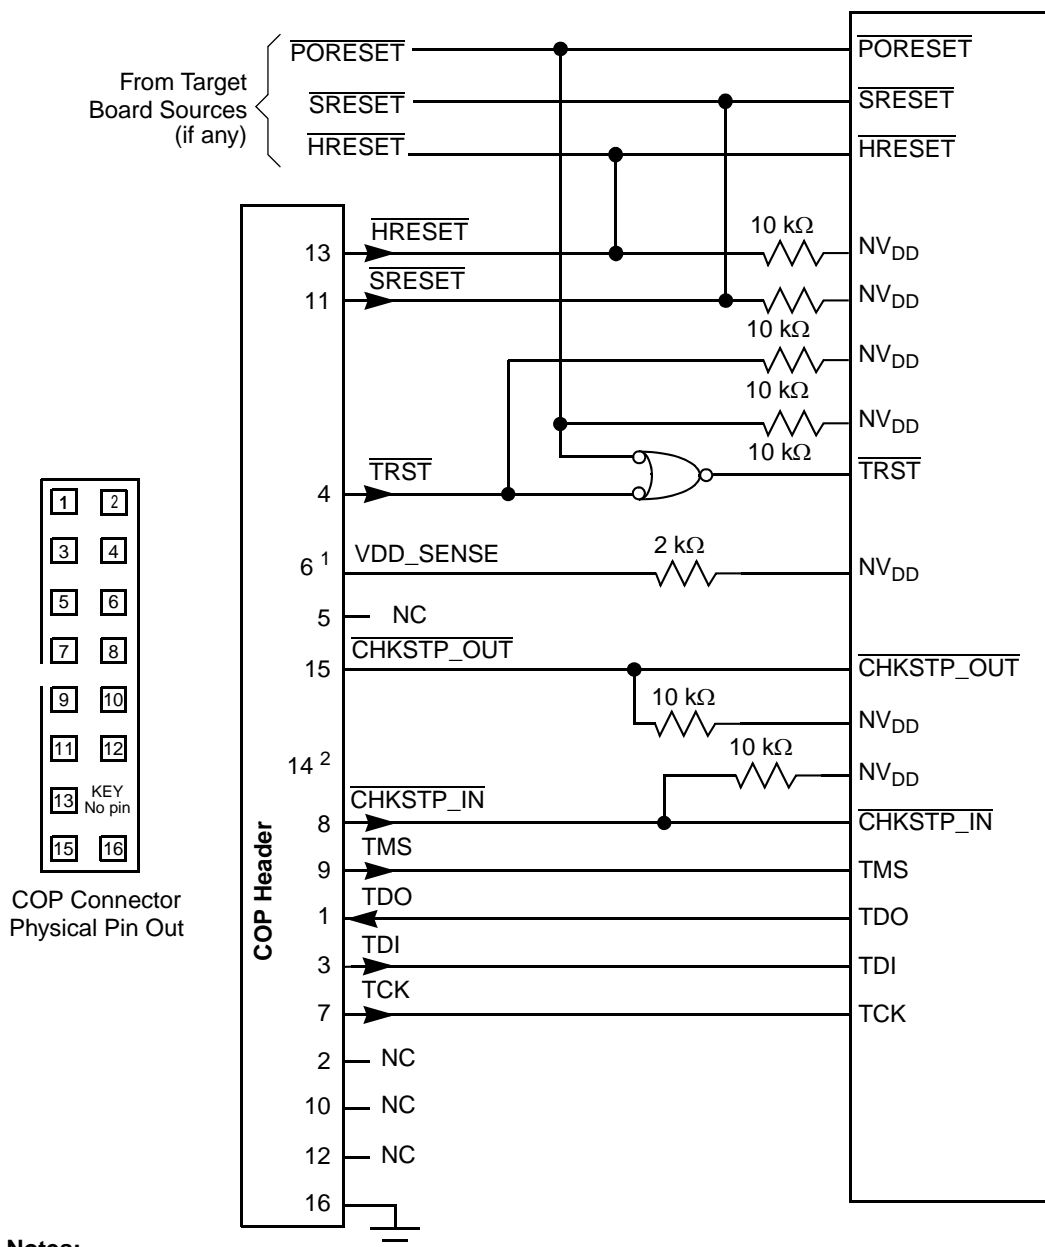 PORESET
PORESET
From Target
Board Sources
(if any)
SRESET
SRESET
HRESET
HRESET
10 kΩ
13
HRESET
NVDD
11
SRESET
NVDD
10 kΩ
NVDD
10 kΩ
NVDD
10 kΩ
4
TRST
TRST
6 1
VDD_SENSE
2 kΩ
NVDD
5
NC
15
CHKSTP_OUT
CHKSTP_OUT
10 kΩ
NVDD
14 2
10 kΩ
NVDD
8
CHKSTP_IN
CHKSTP_IN
9
TMS
TMS
1
TDO
TDO
3
TDI
TDI
7
TCK
TCK
2
NC
10
NC
12
NC
16
COP Header
1 2
3 4
5 6
7 8
9 10
11 12
13 KEY
No pin
15 16
COP Connector
Physical Pin Out
Notes: